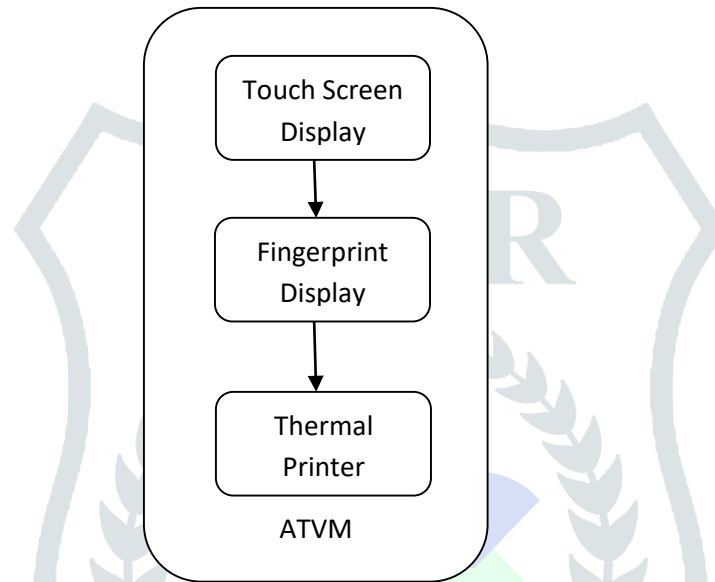 Touch Screen
Display
Fingerprint
Display
Thermal
Printer
ATVM
R